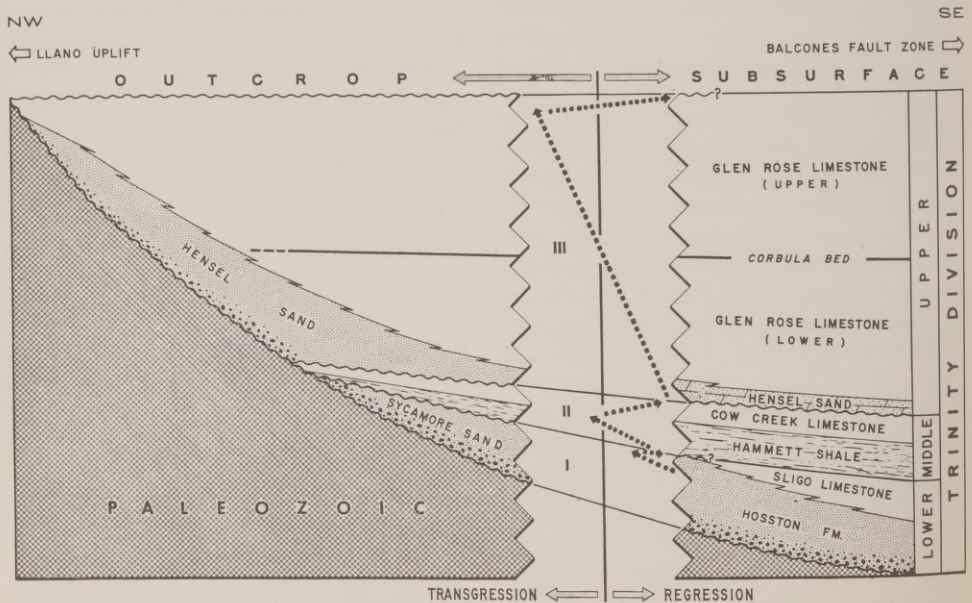 NW
SE
LLANO UPLIFT
BALCONES FAULT ZONE
OUTCROP
SUBSURFACE
?
GLEN ROSE LIMESTONE
(UPPER)
III
CORBULA BED
HENSEL
SAND
GLEN ROSE LIMESTONE
(LOWER)
UPPER
TRINITY DIVISION
HENSEL SAND
II
COW CREEK LIMESTONE
SYCAMORE SAND
HAMMETT SHALE
MIDDLE
?
I
SLIGO LIMESTONE
PALEOZOIC
HOSSTON FM.
LOWER
TRANSGRESSION
REGRESSION